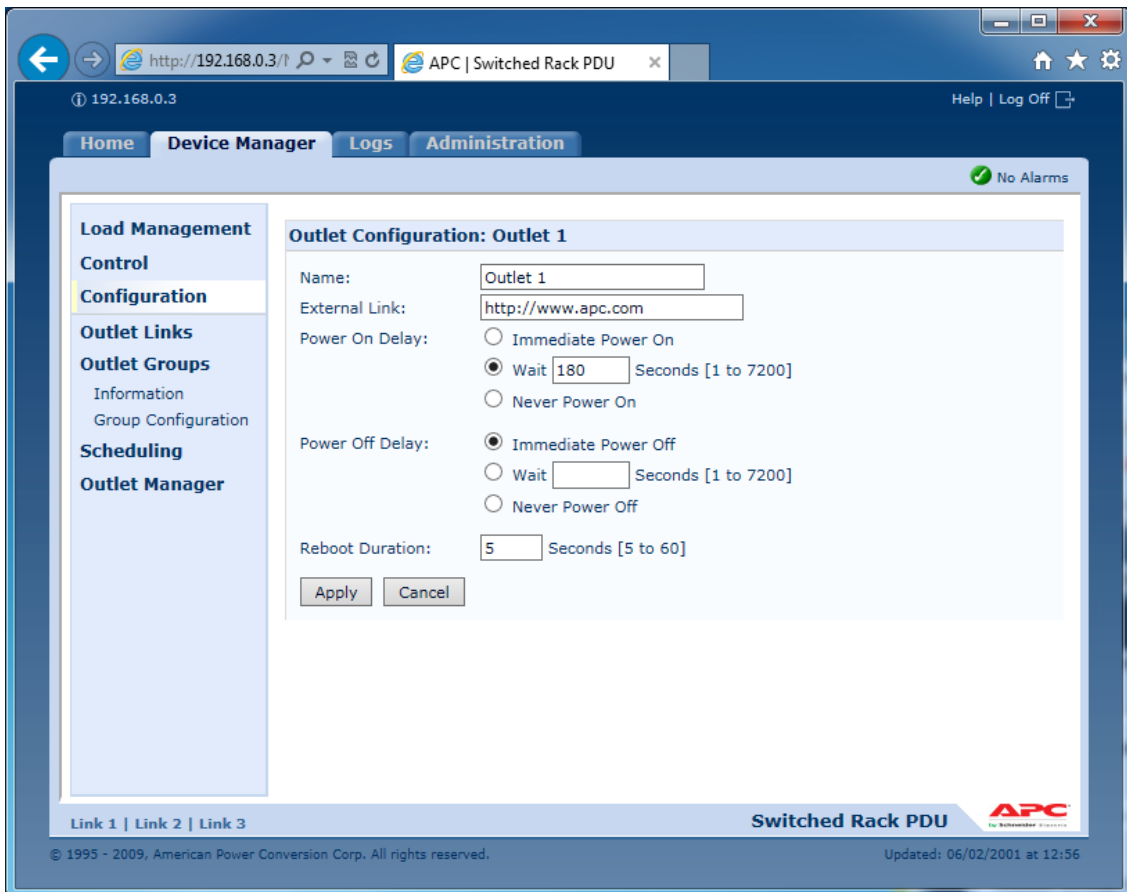 http://192.168.0.3/
APC | Switched Rack PDU
192.168.0.3
Help | Log Off
Home
Device Manager
Logs
Administration
No Alarms
Load Management
Control
Configuration
Outlet Links
Outlet Groups
Information
Group Configuration
Scheduling
Outlet Manager
Outlet Configuration: Outlet 1
Name: Outlet 1
External Link: http://www.apc.com
Power On Delay: Immediate Power On
Wait 180 Seconds [1 to 7200]
Never Power On
Power Off Delay: Immediate Power Off
Wait Seconds [1 to 7200]
Never Power Off
Reboot Duration: 5 Seconds [5 to 60]
Apply Cancel
Link 1 | Link 2 | Link 3
Switched Rack PDU
APC
by Schneider Electric
© 1995 - 2009, American Power Conversion Corp. All rights reserved.
Updated: 06/02/2001 at 12:56